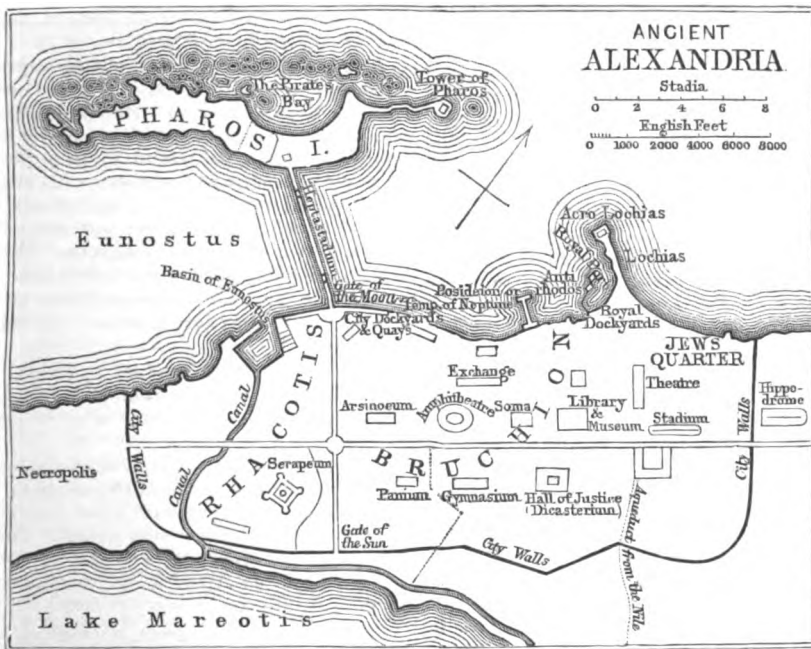 ANCIENT
ALEXANDRIA
Stadia
0 2 4 6 8
English Feet
0 1000 2000 4000 6000 8000
The Pirates
Bay
Tower of
Pharos
PHAROS I.
Heptastadium
Eunostus
Basin of Eunostus
Gate of
the Moon
City Dockyards
& Quays
Posideion or
Temp. of Neptune
Anti
rhodos
Acro Lochias
Lochias
Royal
Dockyards
JEWS
QUARTER
Exchange
Theatre
Hippo-
drome
Arsinoeum
Amphitheatre
Soma
Library
&
Museum
Stadium
City Walls
City
Walls
Canal
Canal
RHACOTIS
BRUCHION
Necropolis
Serapeum
Panium
Gymnasium
Hall of Justice
(Dicasterium)
Gate of
the Sun
City Walls
Aqueduct from the Nile
Lake Mareotis